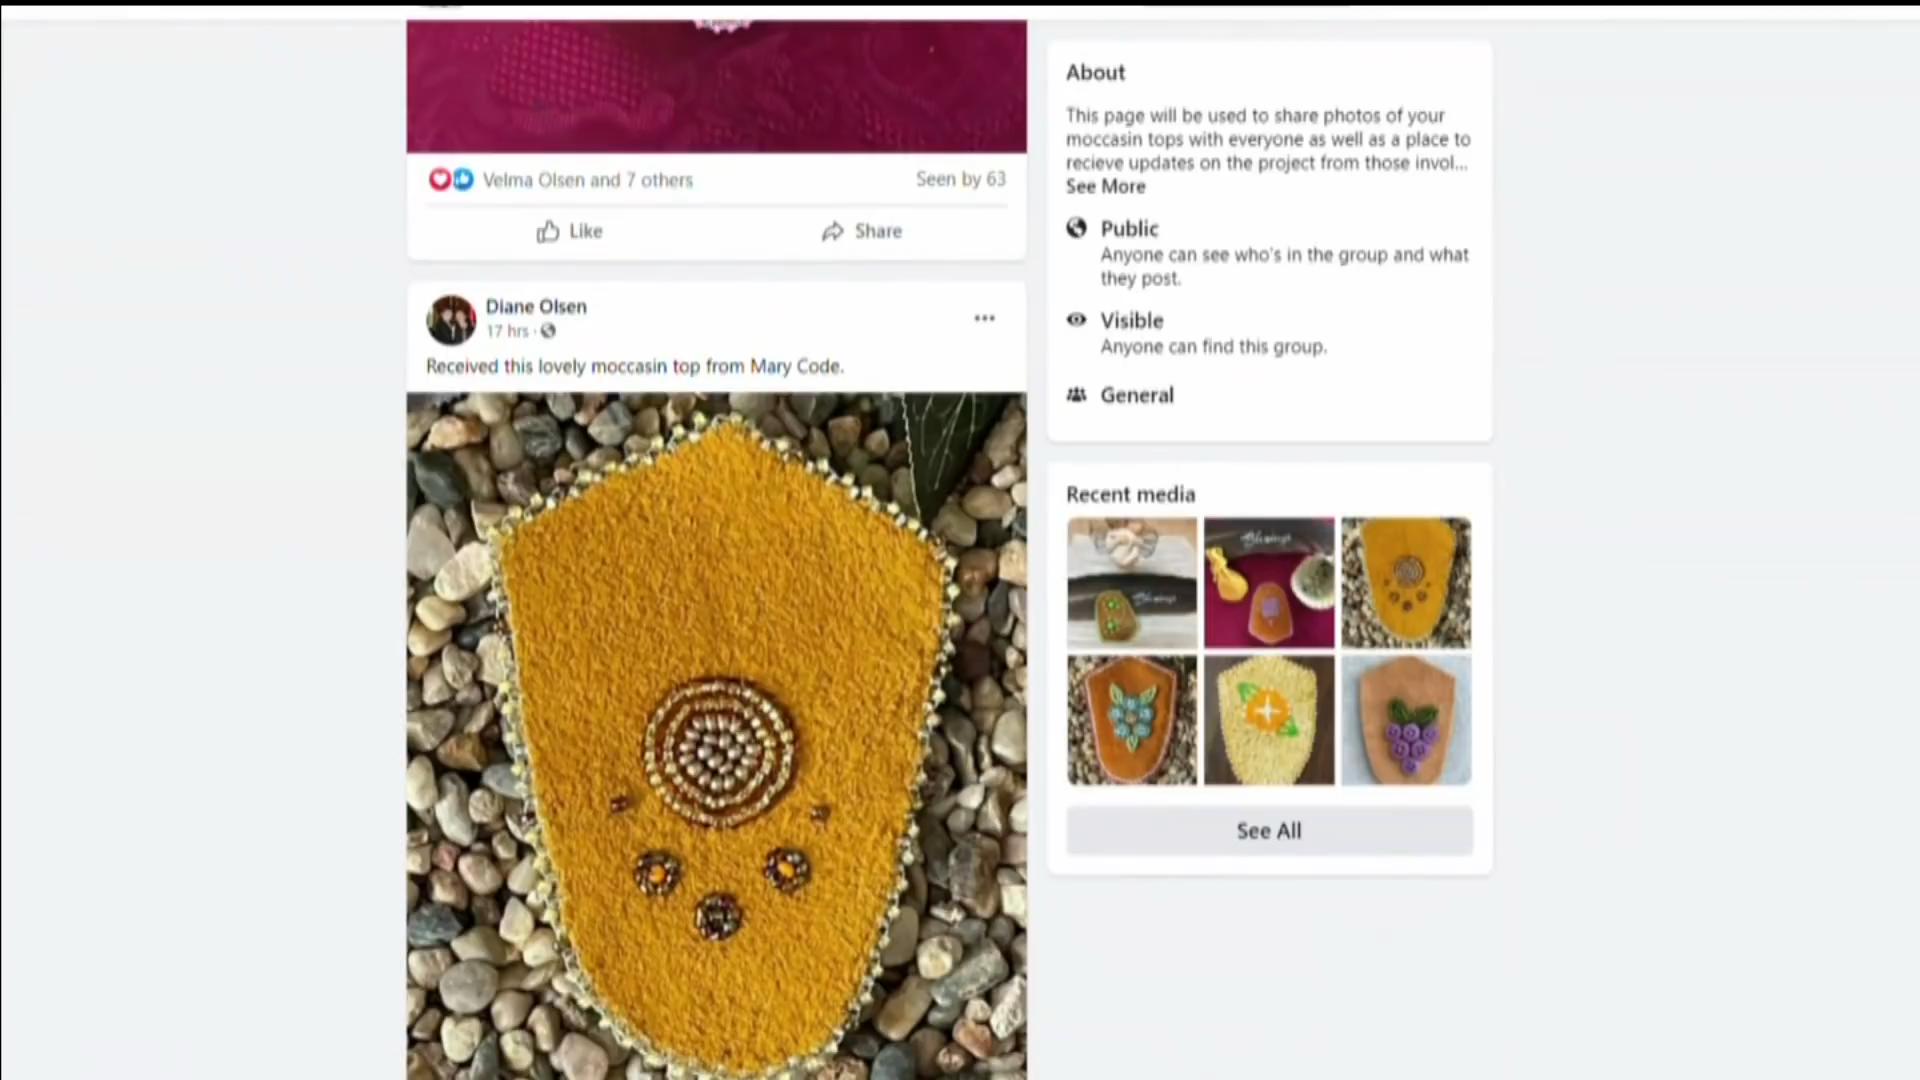 Velma Olsen and 7 others
Seen by 63
Like
Share
Diane Olsen
17 hrs ·
Received this lovely moccasin top from Mary Code.
About
This page will be used to share photos of your
moccasin tops with everyone as well as a place to
recieve updates on the project from those invol...
See More
Public
Anyone can see who's in the group and what
they post.
Visible
Anyone can find this group.
General
Recent media
Blessings
See All